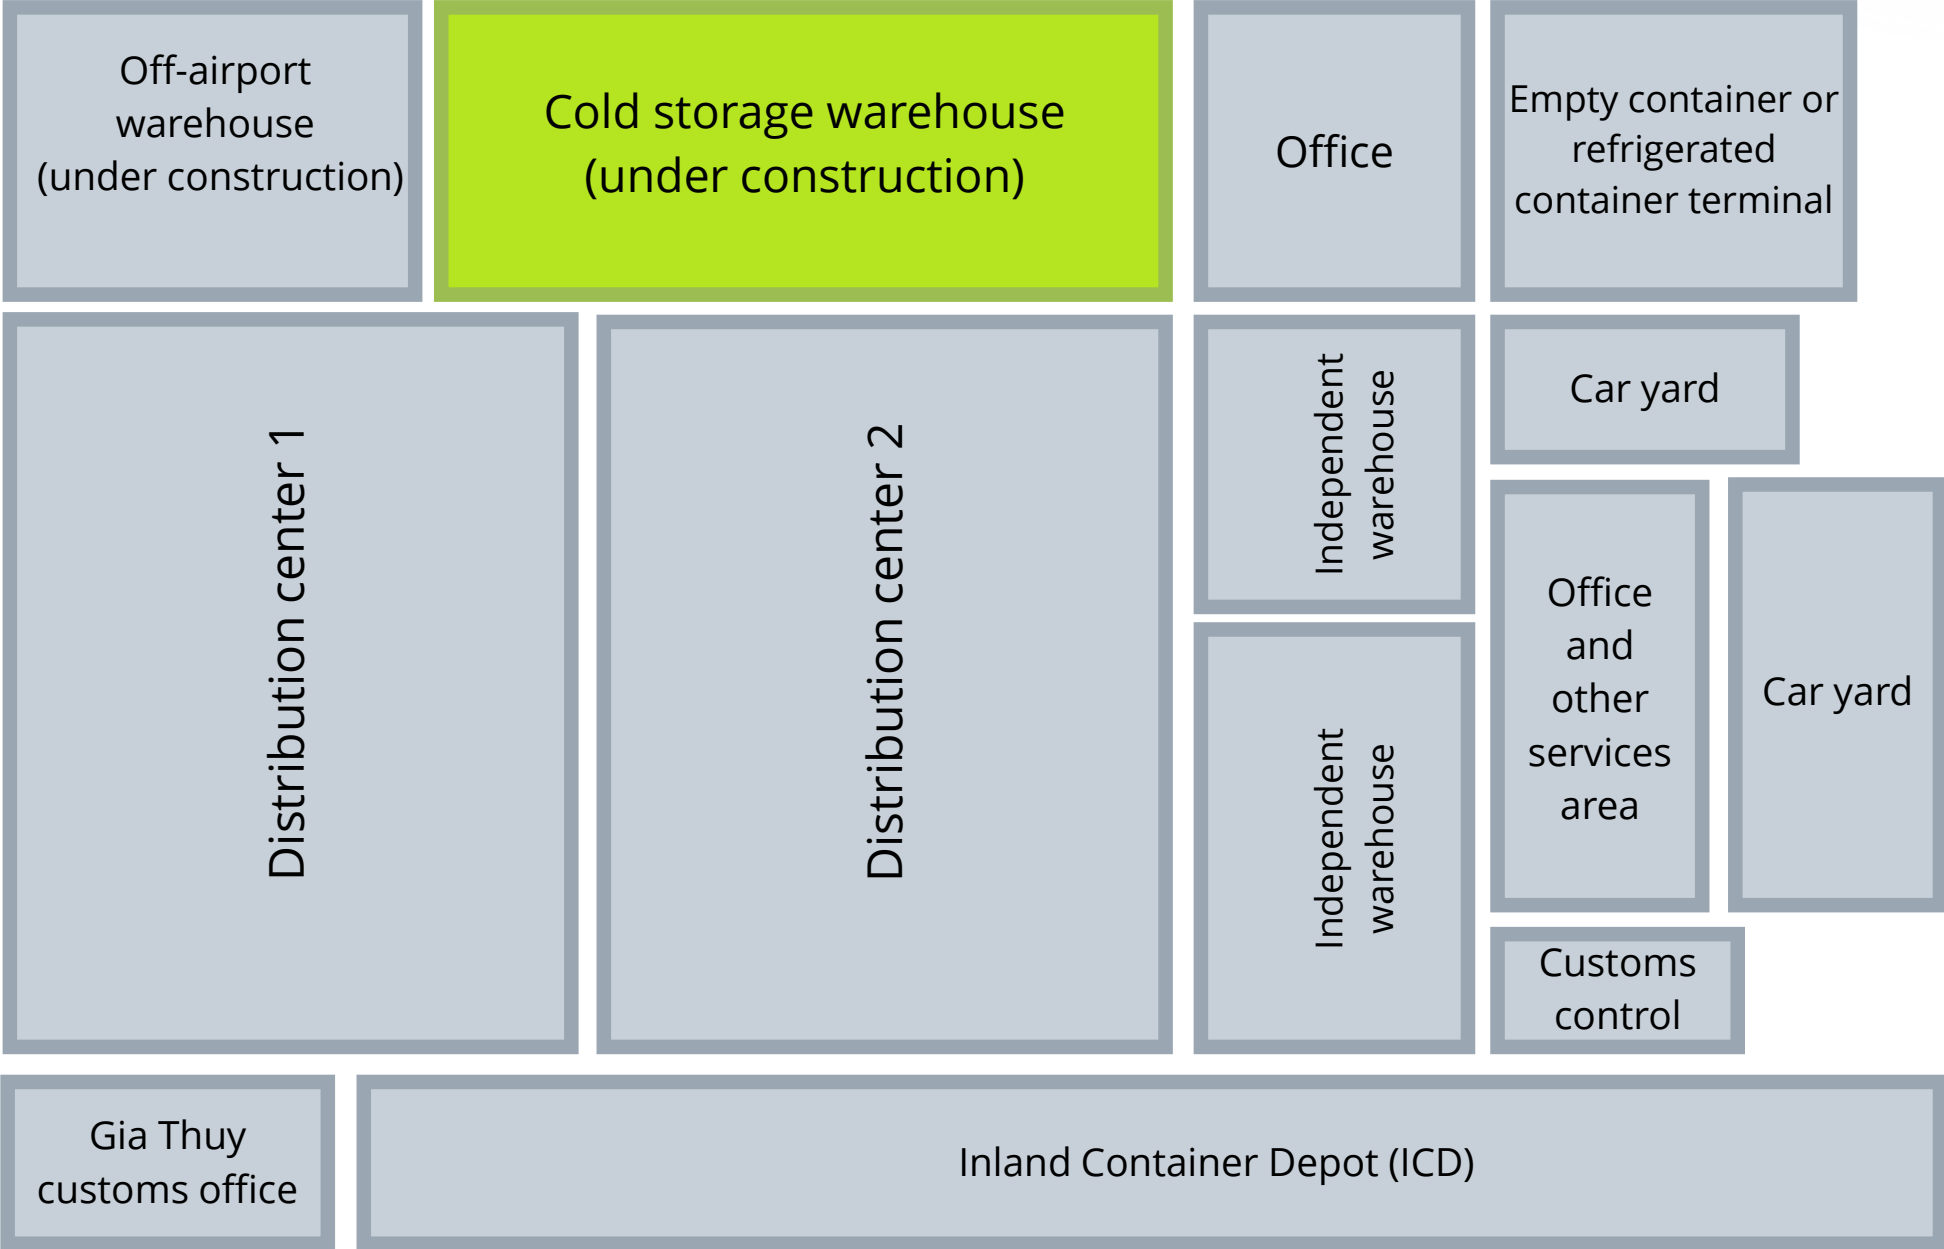 Off-airport
warehouse
(under construction)
Cold storage warehouse
(under construction)
Office
Empty container or
refrigerated
container terminal
Distribution center 1
Distribution center 2
Independent
warehouse
Car yard
Independent
warehouse
Office
and
other
services
area
Car yard
Customs
control
Gia Thuy
customs office
Inland Container Depot (ICD)